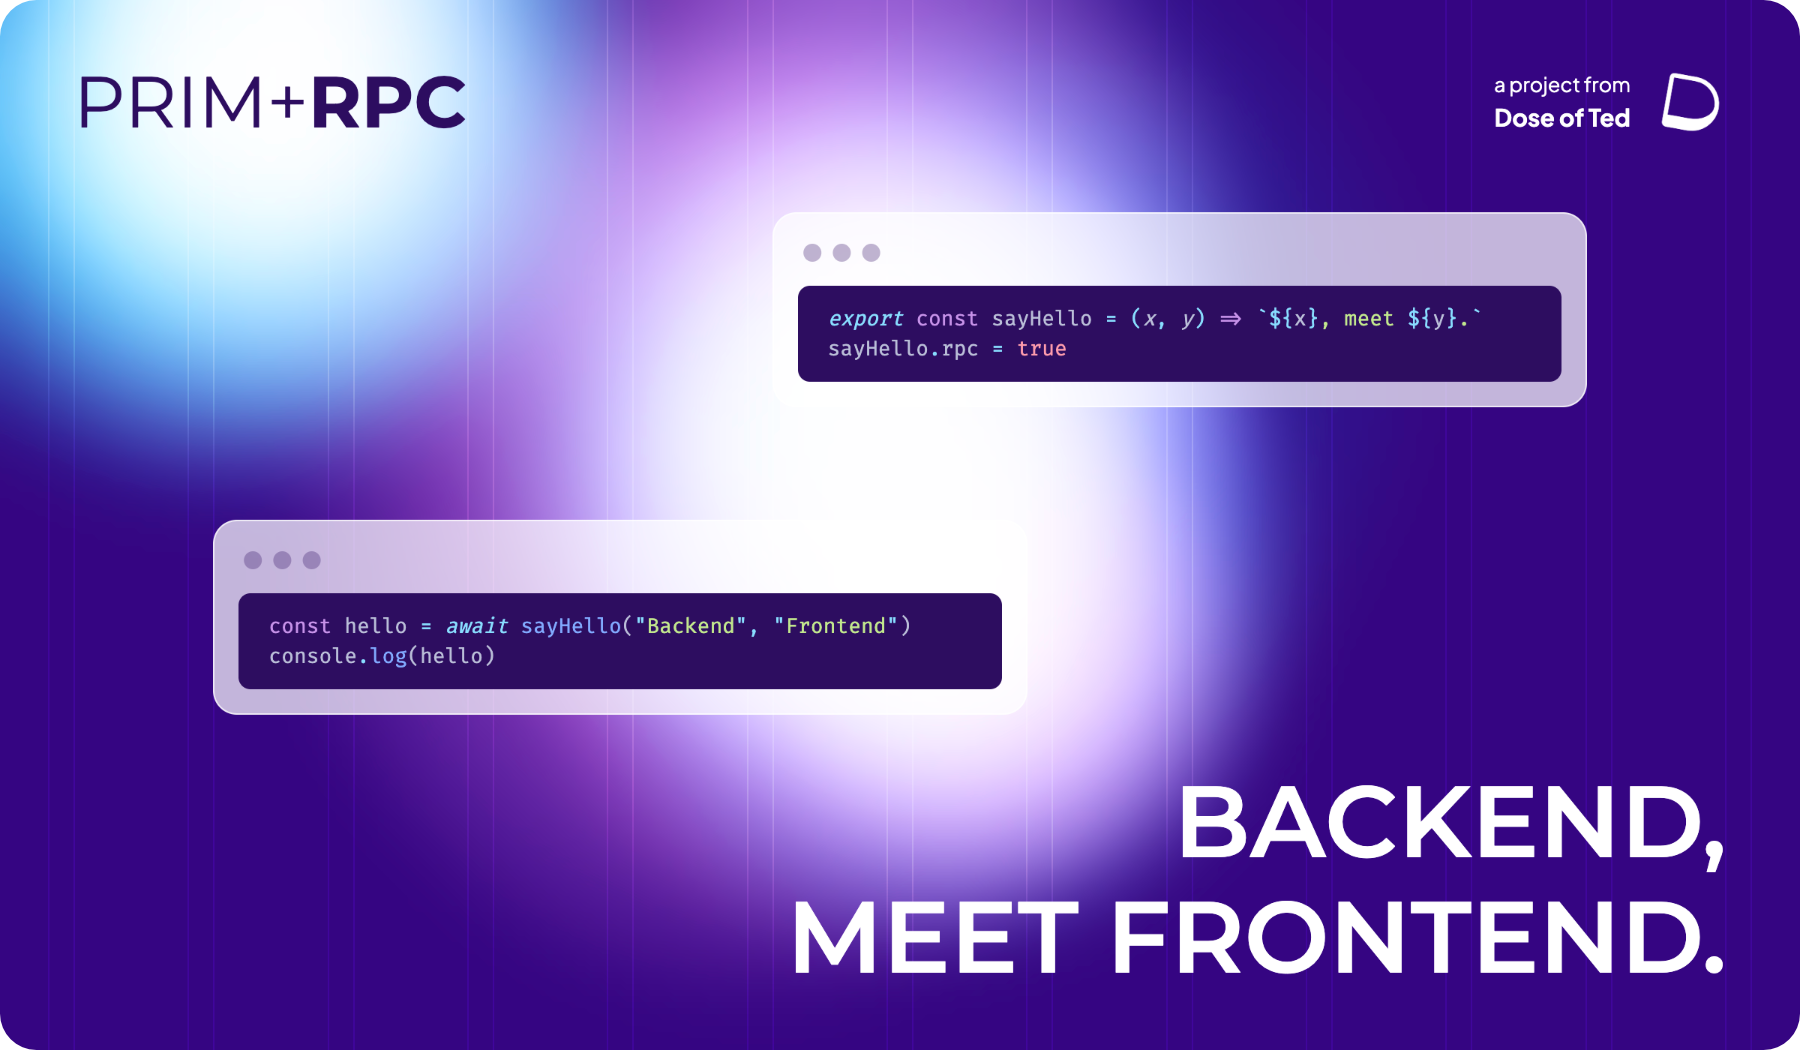 PRIM+RPC
a project from
Dose of Ted
export const sayHello = (x, y) => `${x}, meet ${y}.`
sayHello.rpc = true
const hello = await sayHello("Backend", "Frontend")
console.log(hello)
BACKEND,
MEET FRONTEND.